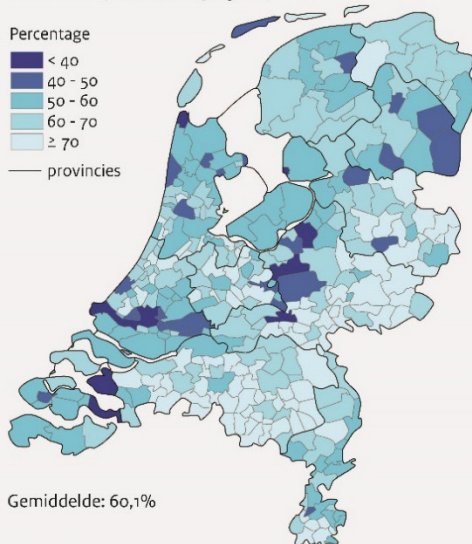 Percentage
< 40
40 - 50
50 - 60
60 - 70
≥ 70
provincies
Gemiddelde: 60,1%